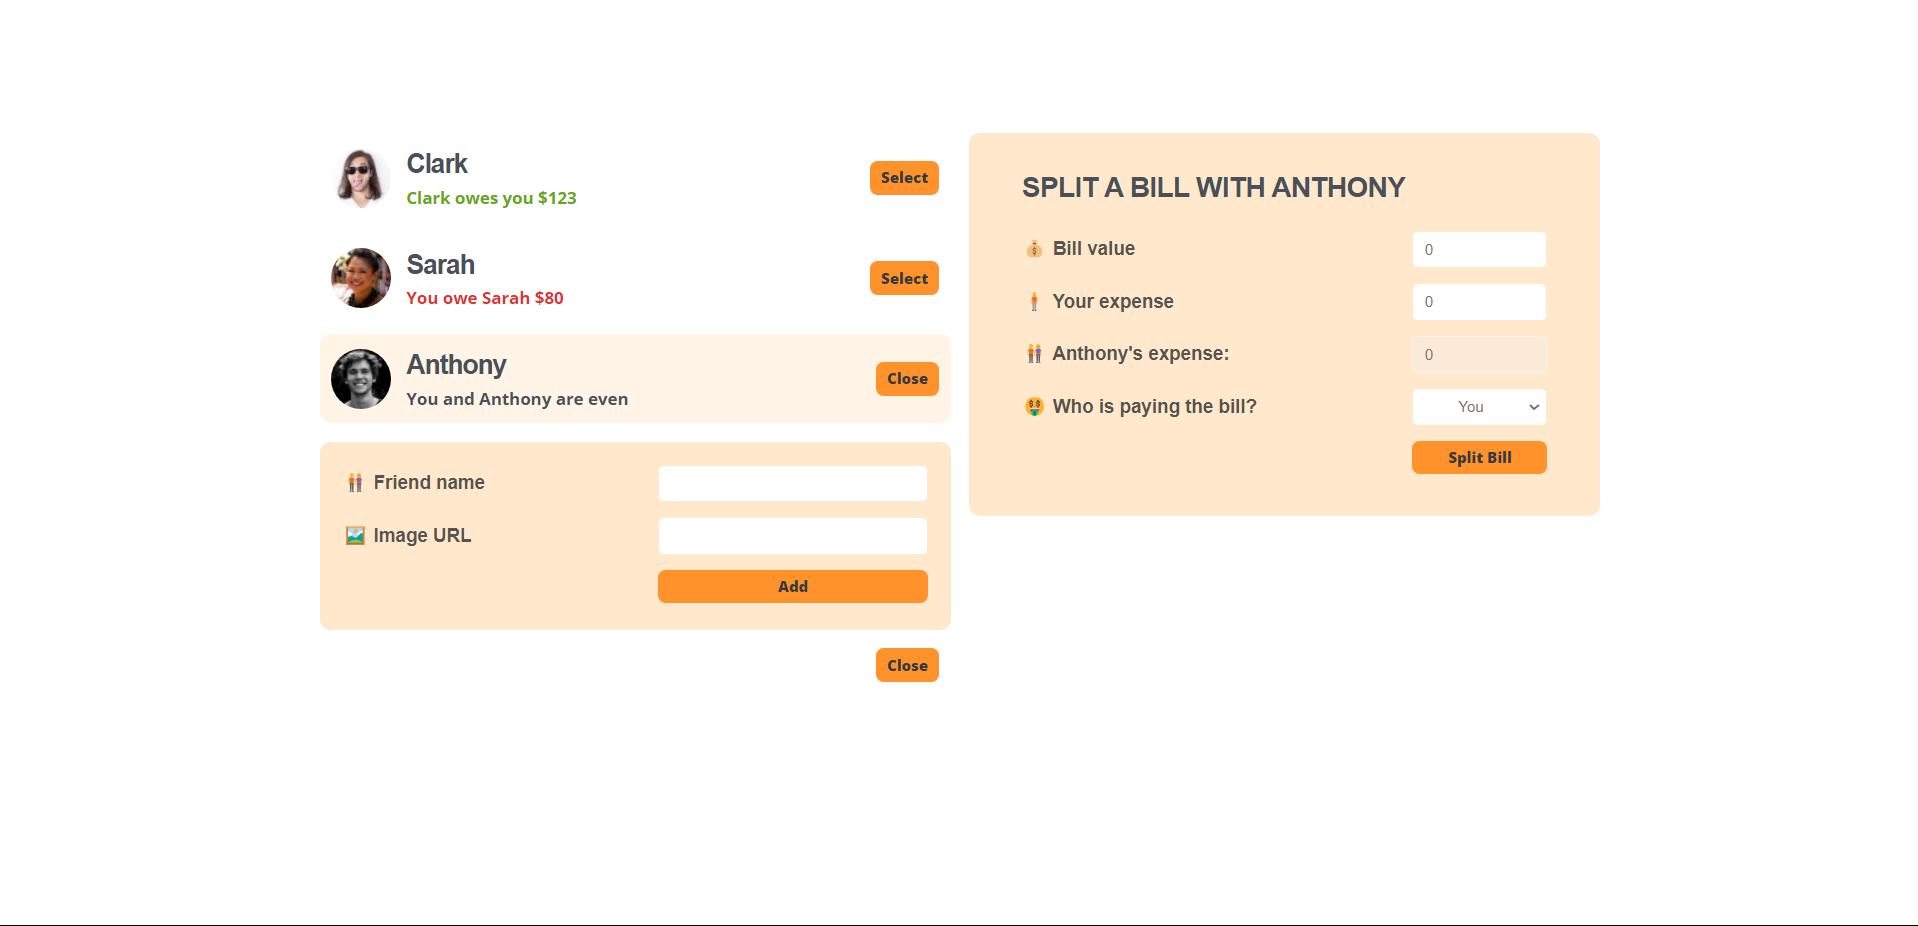 Clark
Clark owes you $123
Select
Sarah
You owe Sarah $80
Select
Anthony
You and Anthony are even
Close
Friend name
Image URL
Add
Close
SPLIT A BILL WITH ANTHONY
Bill value
0
Your expense
0
Anthony's expense:
0
Who is paying the bill?
You
Split Bill